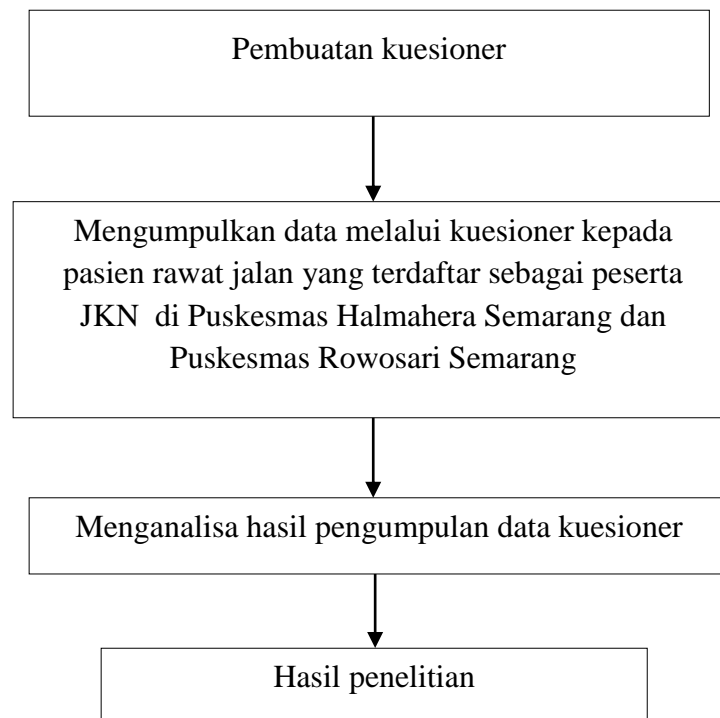 Pembuatan kuesioner
Mengumpulkan data melalui kuesioner kepada
pasien rawat jalan yang terdaftar sebagai peserta
JKN  di Puskesmas Halmahera Semarang dan
Puskesmas Rowosari Semarang
Menganalisa hasil pengumpulan data kuesioner
Hasil penelitian